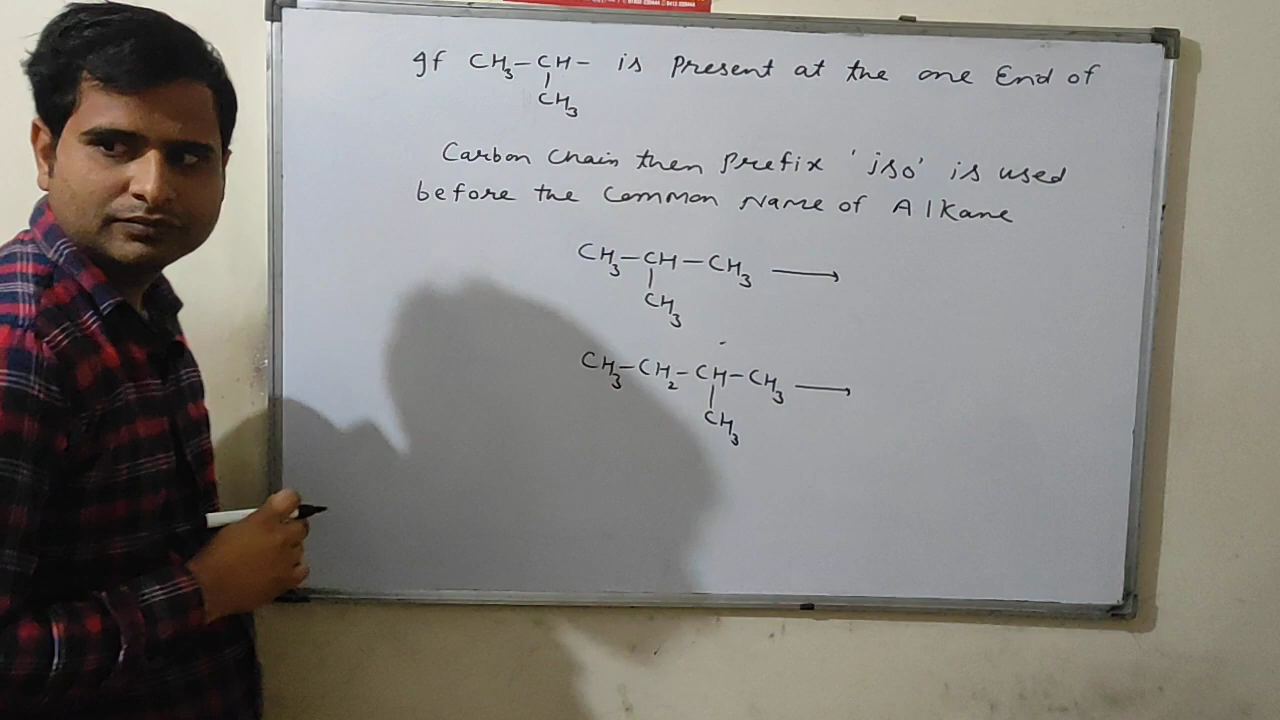 If CH₃-CH- is Present at the one End of
CH₃
Carbon Chain then Prefix 'iso' is used
before the Common Name of Alkane
CH₃-CH-CH₃ ⟶
CH₃
CH₃-CH₂-CH-CH₃ ⟶
CH₃